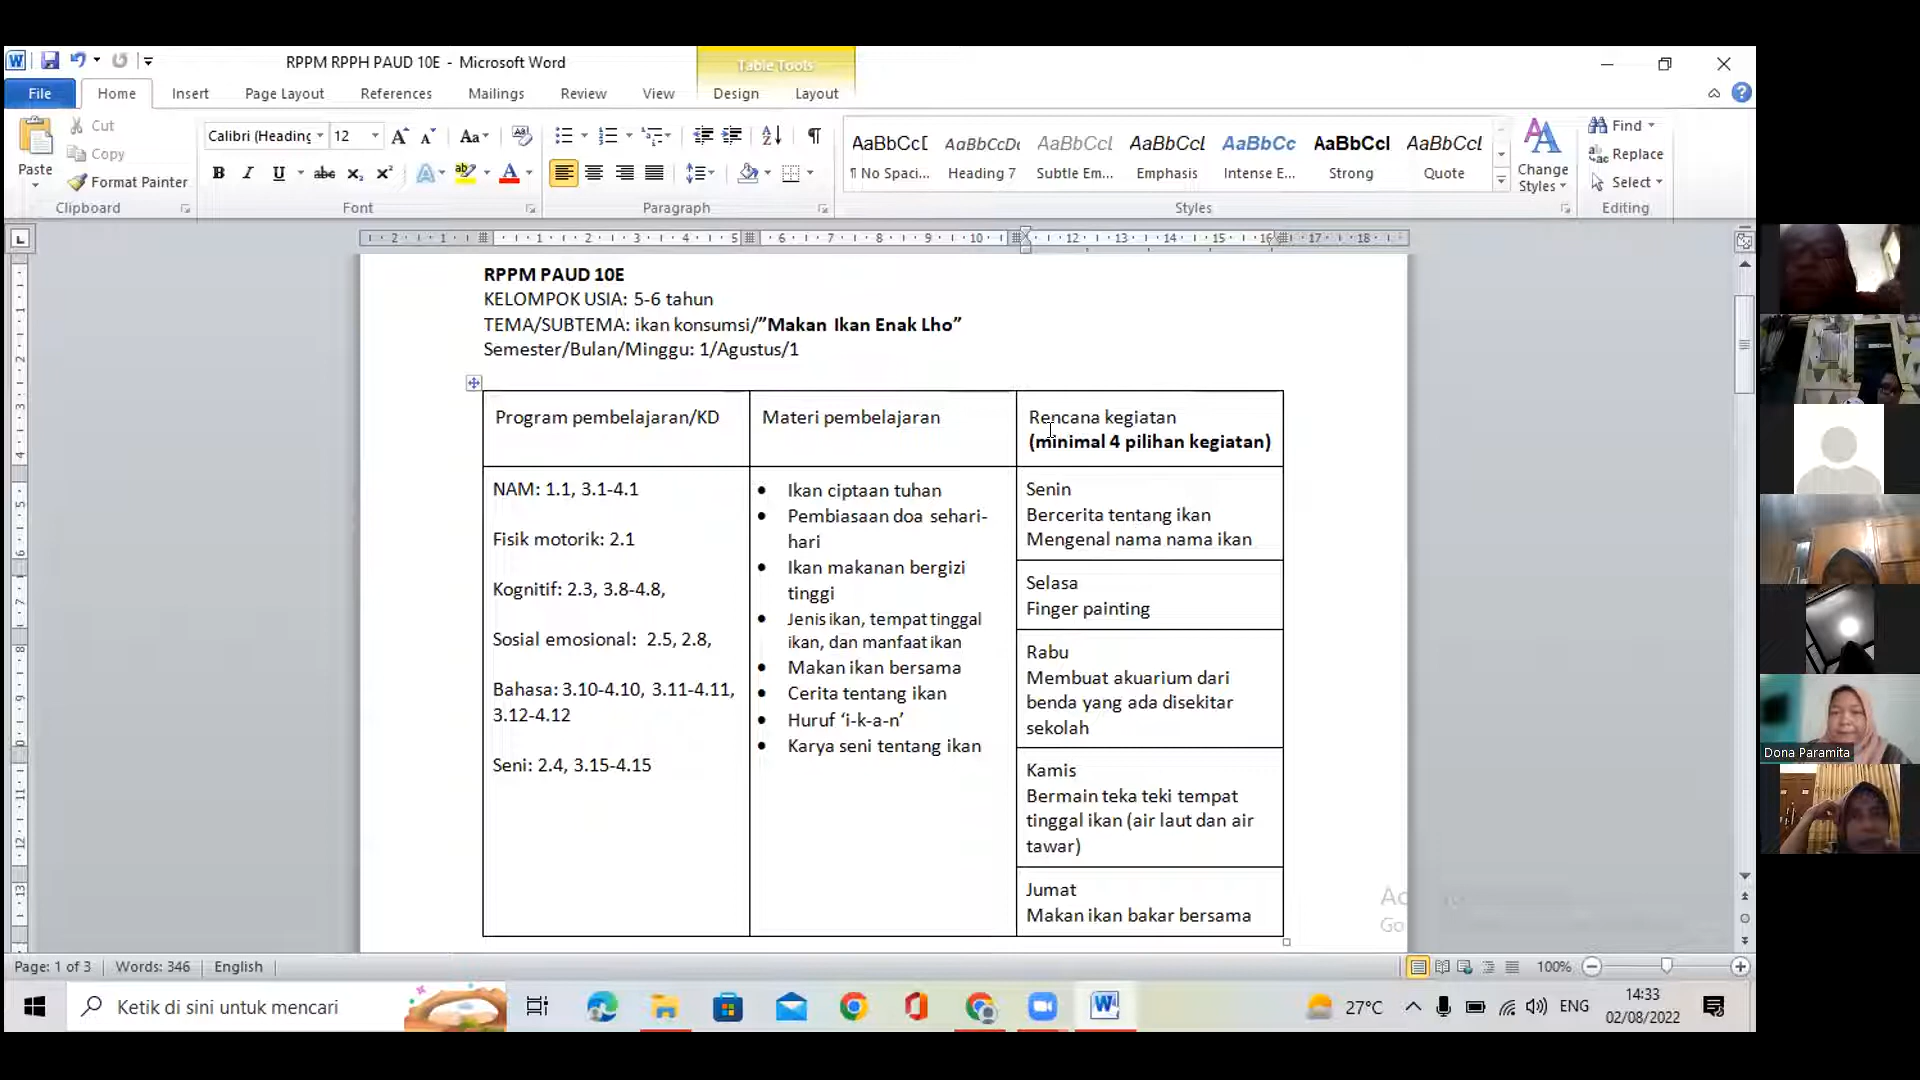 RPPM RPPH PAUD 10E - Microsoft Word
Table Tools
File Home Insert Page Layout References Mailings Review View Design Layout
Paste
Cut
Copy
Format Painter
Clipboard
Calibri (Heading 12
B I U abc
Font
Paragraph
AaBbCcD AaBbCcDt AaBbCcL AaBbCcL AaBbCc AaBbCcl AaBbCcL
¶ No Spaci... Heading 7 Subtle Em... Emphasis Intense E... Strong Quote
Styles
Change
Styles
Find
Replace
Select
Editing
RPPM PAUD 10E
KELOMPOK USIA: 5-6 tahun
TEMA/SUBTEMA: ikan konsumsi/”Makan Ikan Enak Lho”
Semester/Bulan/Minggu: 1/Agustus/1
Program pembelajaran/KD
Materi pembelajaran
Rencana kegiatan
(minimal 4 pilihan kegiatan)
NAM: 1.1, 3.1-4.1
Fisik motorik: 2.1
Kognitif: 2.3, 3.8-4.8,
Sosial emosional: 2.5, 2.8,
Bahasa: 3.10-4.10, 3.11-4.11,
3.12-4.12
Seni: 2.4, 3.15-4.15
• Ikan ciptaan tuhan
• Pembiasaan doa sehari-
hari
• Ikan makanan bergizi
tinggi
• Jenis ikan, tempat tinggal
ikan, dan manfaat ikan
• Makan ikan bersama
• Cerita tentang ikan
• Huruf ‘i-k-a-n’
• Karya seni tentang ikan
Senin
Bercerita tentang ikan
Mengenal nama nama ikan
Selasa
Finger painting
Rabu
Membuat akuarium dari
benda yang ada disekitar
sekolah
Kamis
Bermain teka teki tempat
tinggal ikan (air laut dan air
tawar)
Jumat
Makan ikan bakar bersama
Dona Paramita
Page: 1 of 3 Words: 346 English
100%
Ketik di sini untuk mencari
27°C
ENG
14:33
02/08/2022